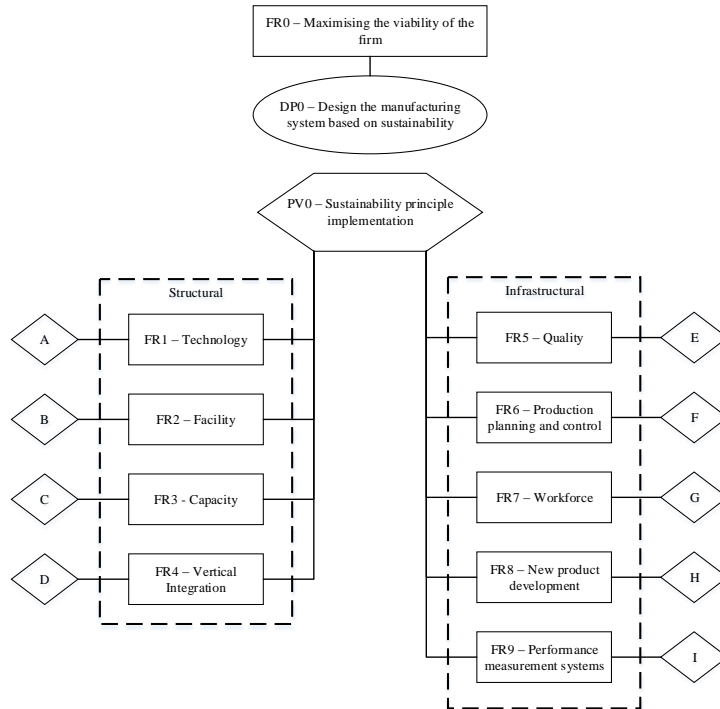 FR0 – Maximising the viability of the
firm
DP0 – Design the manufacturing
system based on sustainability
PV0 – Sustainability principle
implementation
Structural
A
FR1 – Technology
B
FR2 – Facility
C
FR3 - Capacity
D
FR4 – Vertical
Integration
Infrastructural
FR5 – Quality
E
FR6 – Production
planning and control
F
FR7 – Workforce
G
FR8 – New product
development
H
FR9 – Performance
measurement systems
I